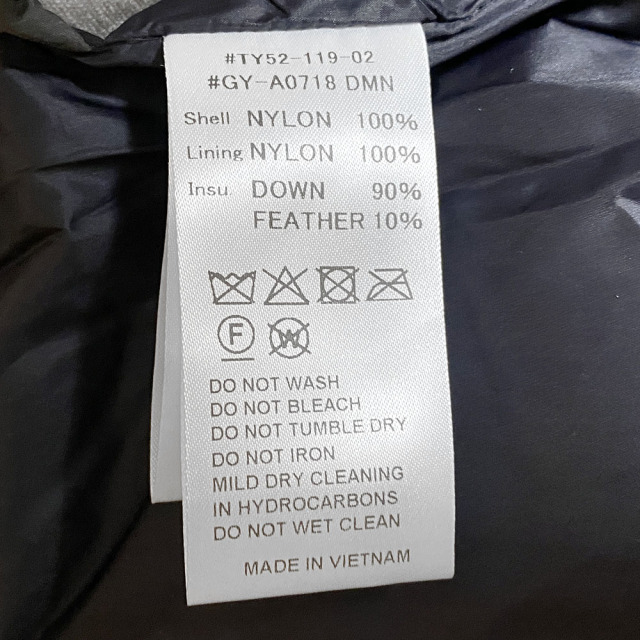 #TY52-119-02
#GY-A0718 DMN
Shell NYLON 100%
Lining NYLON 100%
Insu. DOWN 90%
FEATHER 10%
F W
DO NOT WASH
DO NOT BLEACH
DO NOT TUMBLE DRY
DO NOT IRON
MILD DRY CLEANING
IN HYDROCARBONS
DO NOT WET CLEAN
MADE IN VIETNAM